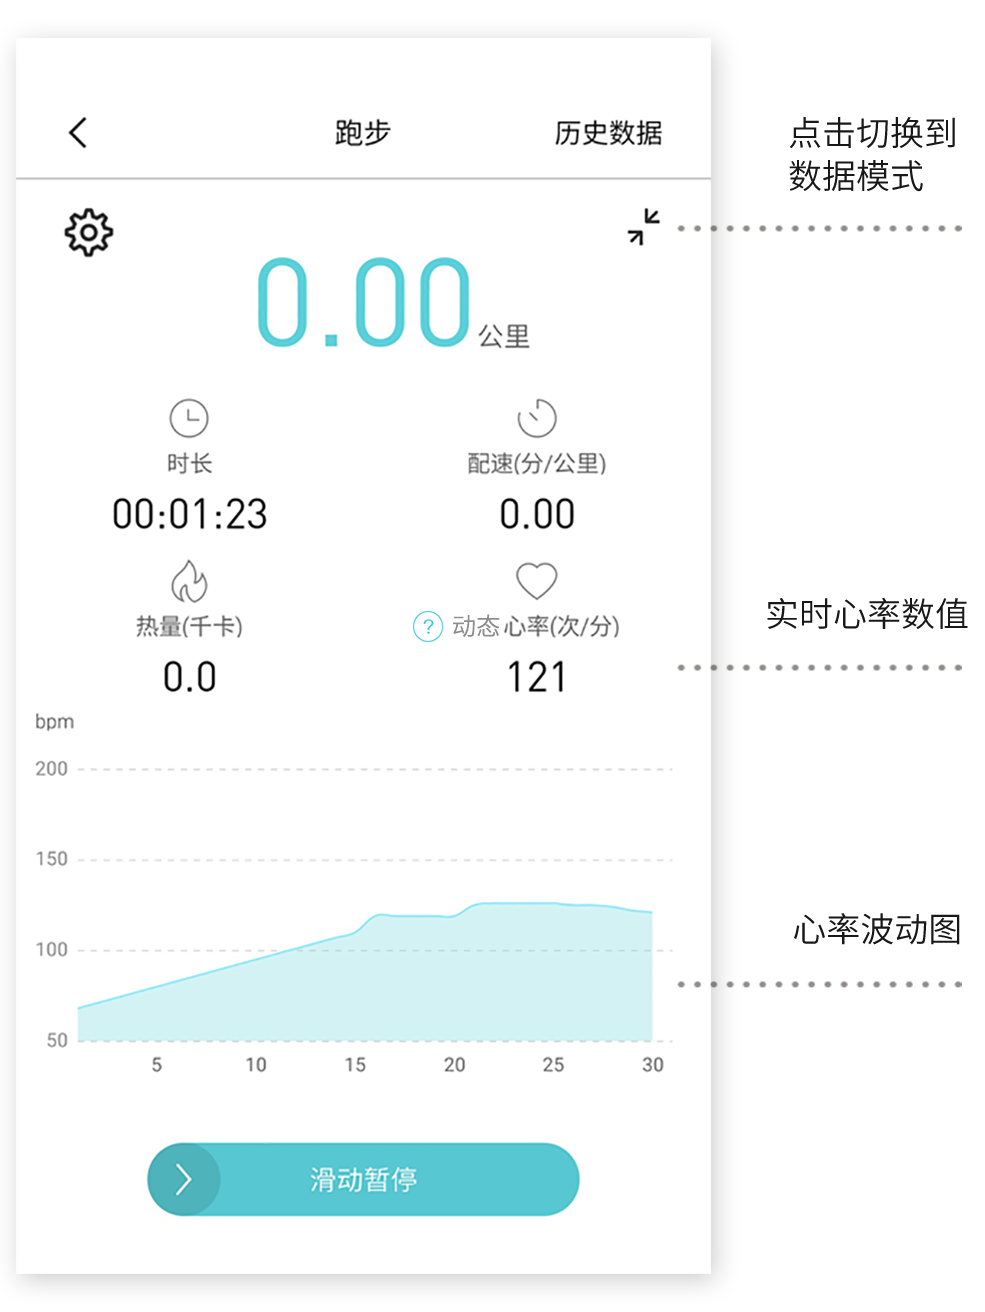 跑步
历史数据
点击切换到
数据模式
0.00公里
时长
配速(分/公里)
00:01:23
0.00
热量(千卡)
? 动态 心率(次/分)
实时心率数值
0.0
121
bpm
200
150
心率波动图
100
50
5 10 15 20 25 30
滑动暂停